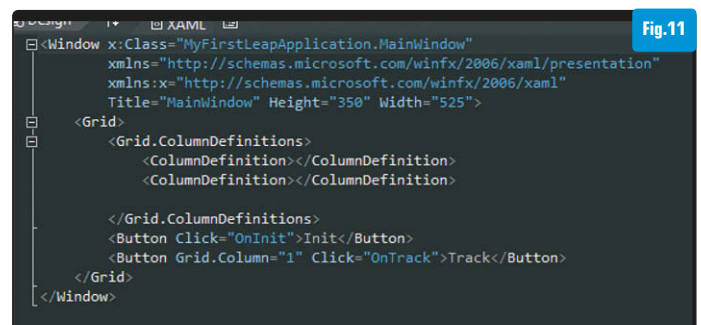 Design XAML
Fig.11
<Window x:Class="MyFirstLeapApplication.MainWindow"
xmlns="http://schemas.microsoft.com/winfx/2006/xaml/presentation"
xmlns:x="http://schemas.microsoft.com/winfx/2006/xaml"
Title="MainWindow" Height="350" Width="525">
<Grid>
<Grid.ColumnDefinitions>
<ColumnDefinition></ColumnDefinition>
<ColumnDefinition></ColumnDefinition>
</Grid.ColumnDefinitions>
<Button Click="OnInit">Init</Button>
<Button Grid.Column="1" Click="OnTrack">Track</Button>
</Grid>
</Window>